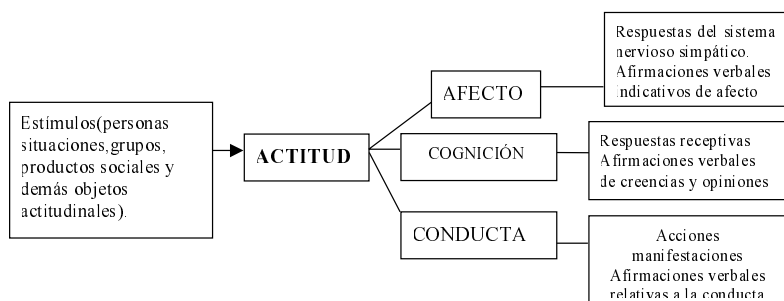 Estímulos(personas
situaciones,grupos,
productos sociales y
demás objetos
actitudinales).
ACTITUD
AFECTO
Respuestas del sistema
nervioso simpático.
Afirmaciones verbales
indicativos de afecto
COGNICIÓN
Respuestas receptivas
Afirmaciones verbales
de creencias y opiniones
CONDUCTA
Acciones
manifestaciones
Afirmaciones verbales
relativas a la conducta